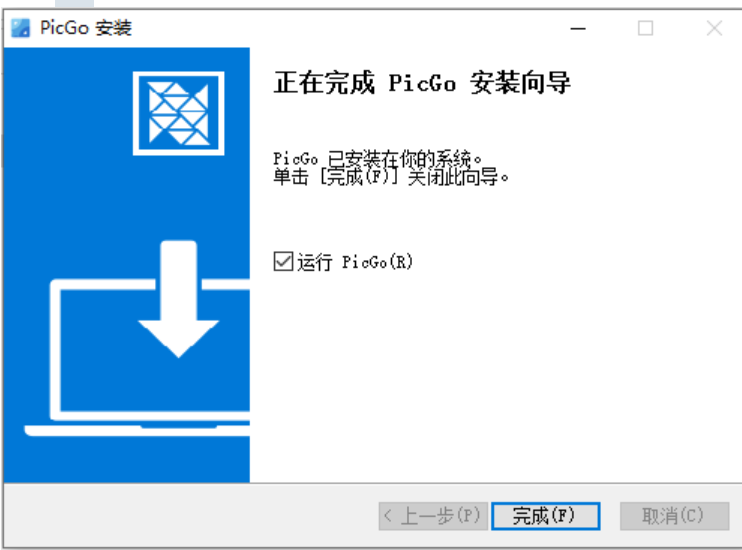 PicGo 安装
正在完成 PicGo 安装向导
PicGo 已安装在你的系统。
单击 [完成(F)] 关闭此向导。
运行 PicGo(R)
< 上一步(P)
完成(F)
取消(C)